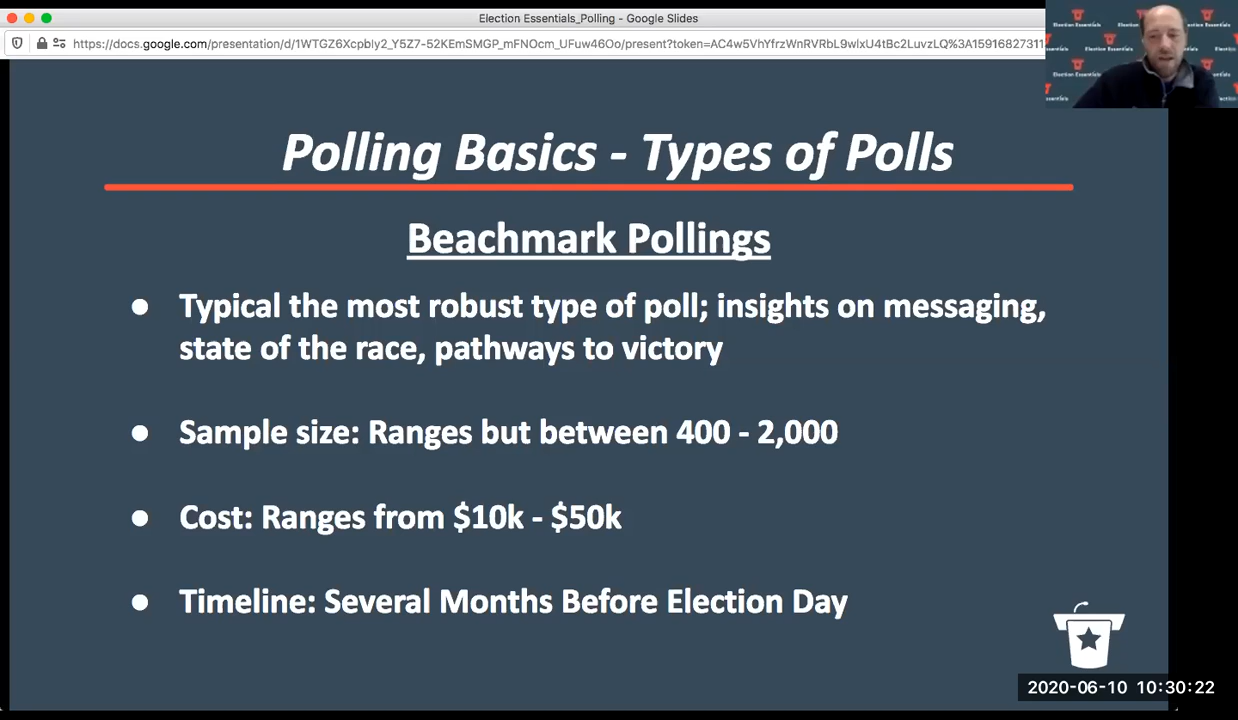 Election Essentials_Polling - Google Slides
https://docs.google.com/presentation/d/1WTGZ6Xcpbly2_Y5Z7-52KEmSMGP_mFNOcm_UFuw46Oo/present?token=AC4w5VhYfrzWnRVRbL9wlxU4tBc2LuvzLQ%3A15916827311
Election Essentials
Polling Basics - Types of Polls
Beachmark Pollings
● Typical the most robust type of poll; insights on messaging,
state of the race, pathways to victory
● Sample size: Ranges but between 400 - 2,000
● Cost: Ranges from $10k - $50k
● Timeline: Several Months Before Election Day
2020-06-10 10:30:22